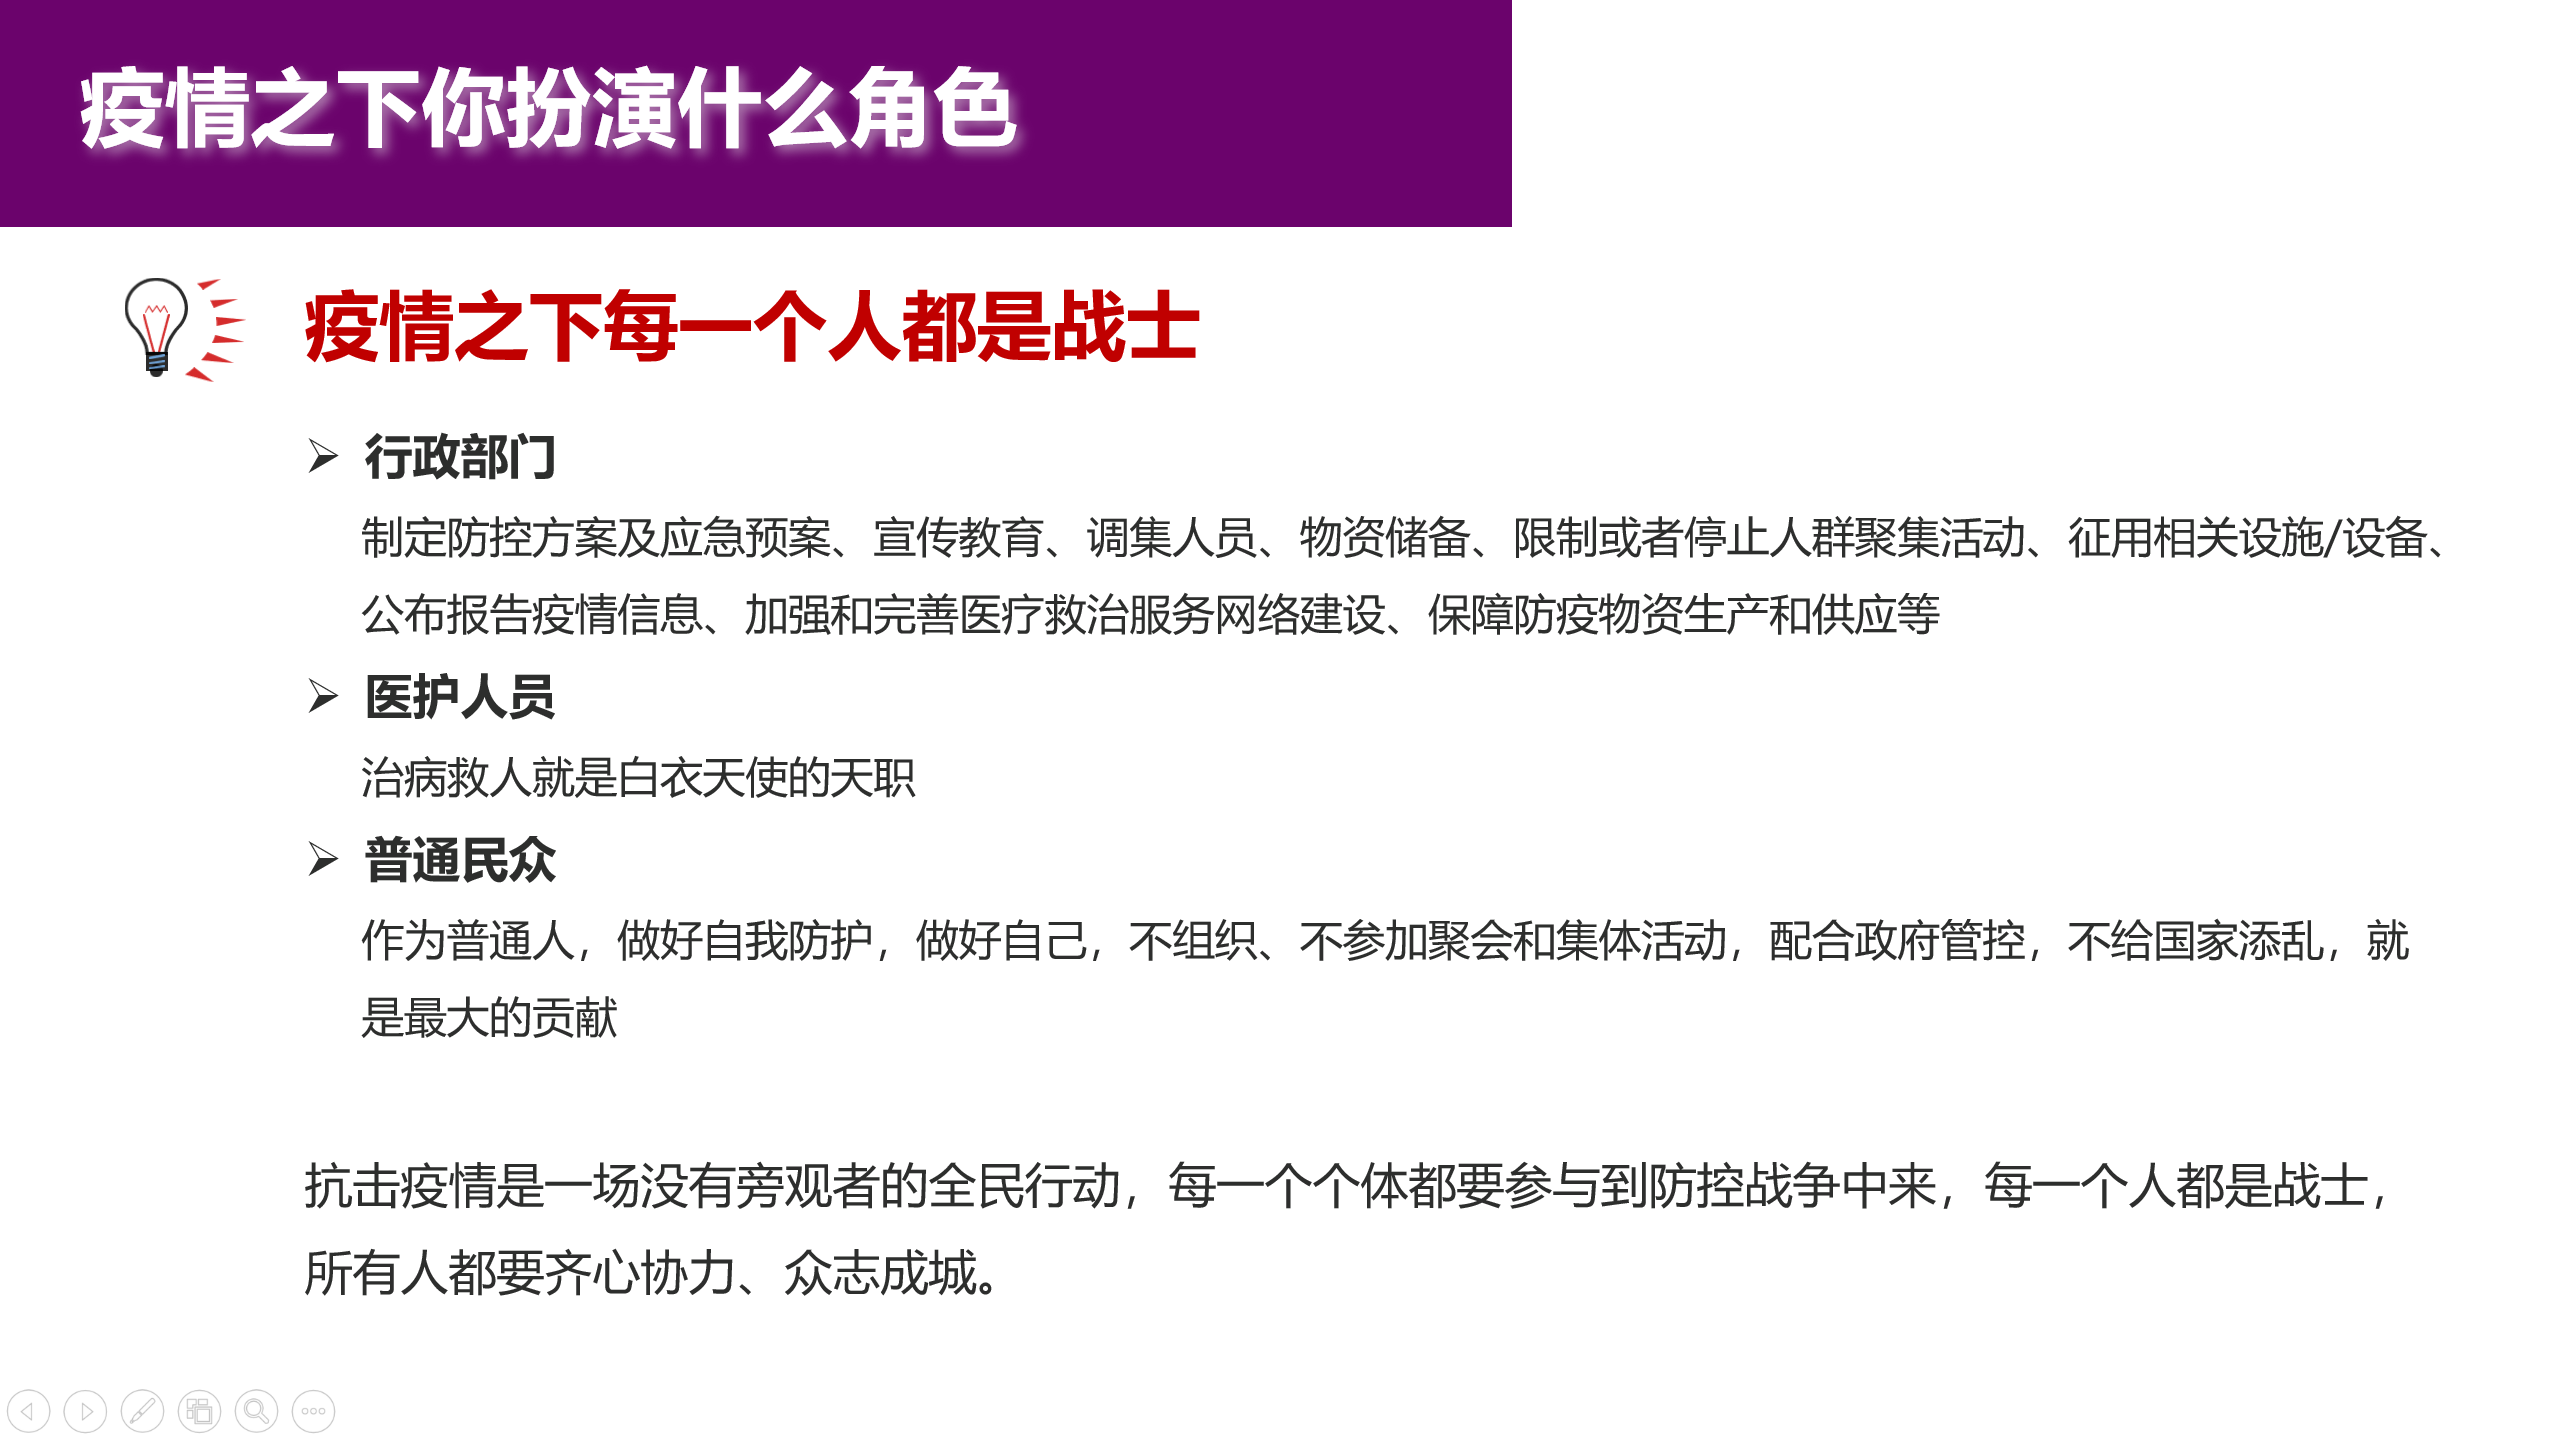 疫情之下你扮演什么角色
疫情之下每一个人都是战士
行政部门
制定防控方案及应急预案、宣传教育、调集人员、物资储备、限制或者停止人群聚集活动、征用相关设施/设备、
公布报告疫情信息、加强和完善医疗救治服务网络建设、保障防疫物资生产和供应等
医护人员
治病救人就是白衣天使的天职
普通民众
作为普通人，做好自我防护，做好自己，不组织、不参加聚会和集体活动，配合政府管控，不给国家添乱，就
是最大的贡献
抗击疫情是一场没有旁观者的全民行动，每一个个体都要参与到防控战争中来，每一个人都是战士，
所有人都要齐心协力、众志成城。